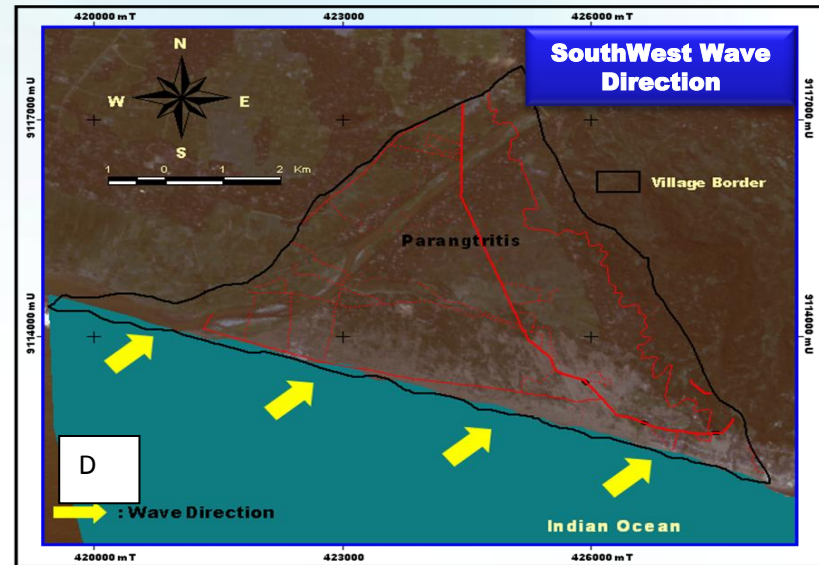 420000 mT 423000 426000 mT
SouthWest Wave
Direction
N
W E
S
1 0 1 2 Km
9117000 mU
9117000 mU
Village Border
Parangtritis
9114000 mU
9114000 mU
D
: Wave Direction
Indian Ocean
420000 mT 423000 426000 mT